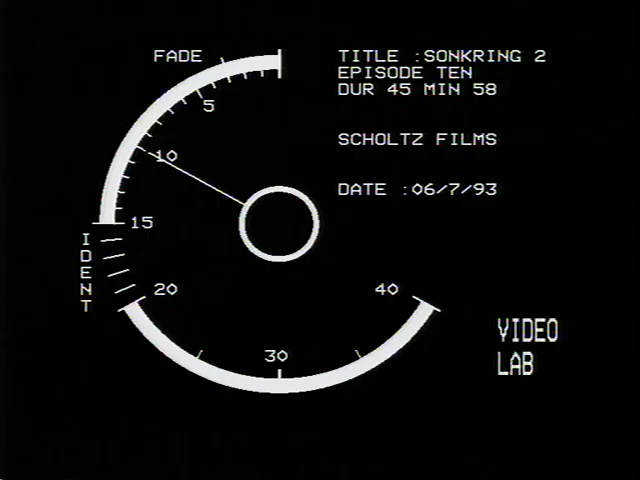 FADE
TITLE :SONKRING 2
EPISODE TEN
DUR 45 MIN 58
5
SCHOLTZ FILMS
10
DATE :06/7/93
15
IDENT
20
40
30
VIDEO
LAB